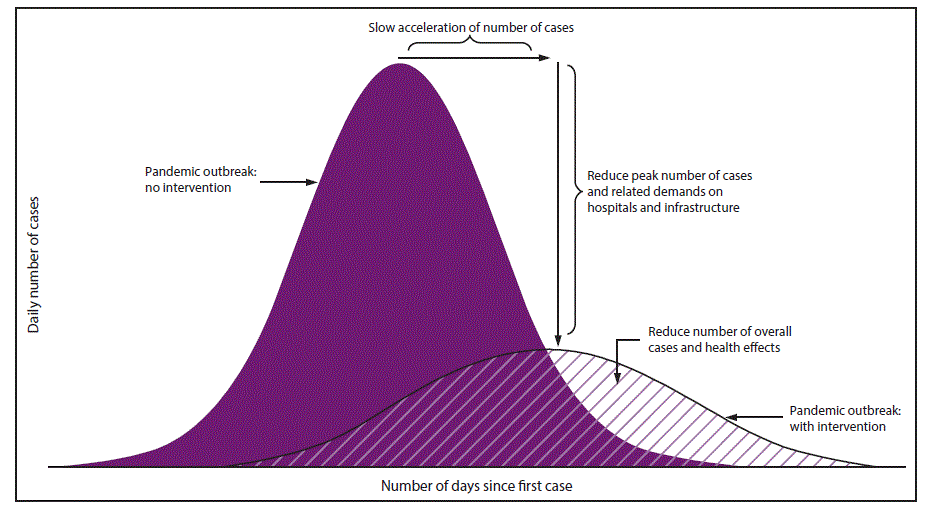 Slow acceleration of number of cases
Pandemic outbreak:
no intervention
Reduce peak number of cases
and related demands on
hospitals and infrastructure
Daily number of cases
Reduce number of overall
cases and health effects
Pandemic outbreak:
with intervention
Number of days since first case